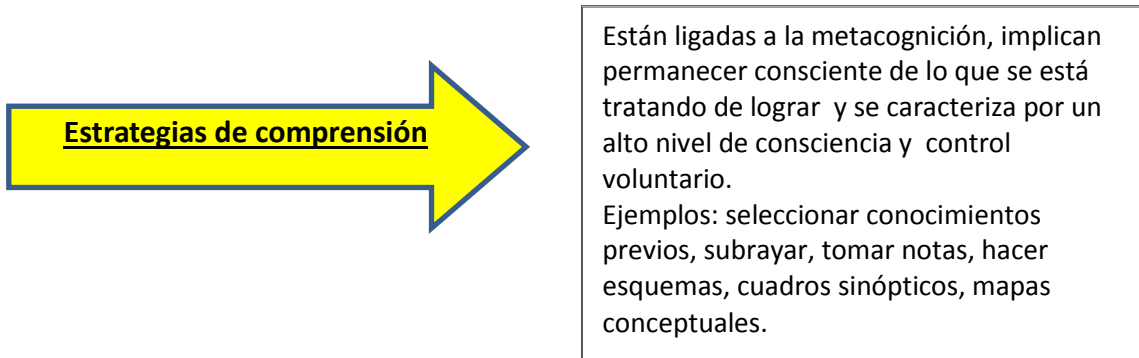 Estrategias de comprensión
Están ligadas a la metacognición, implican
permanecer consciente de lo que se está
tratando de lograr  y se caracteriza por un
alto nivel de consciencia y  control
voluntario.
Ejemplos: seleccionar conocimientos
previos, subrayar, tomar notas, hacer
esquemas, cuadros sinópticos, mapas
conceptuales.